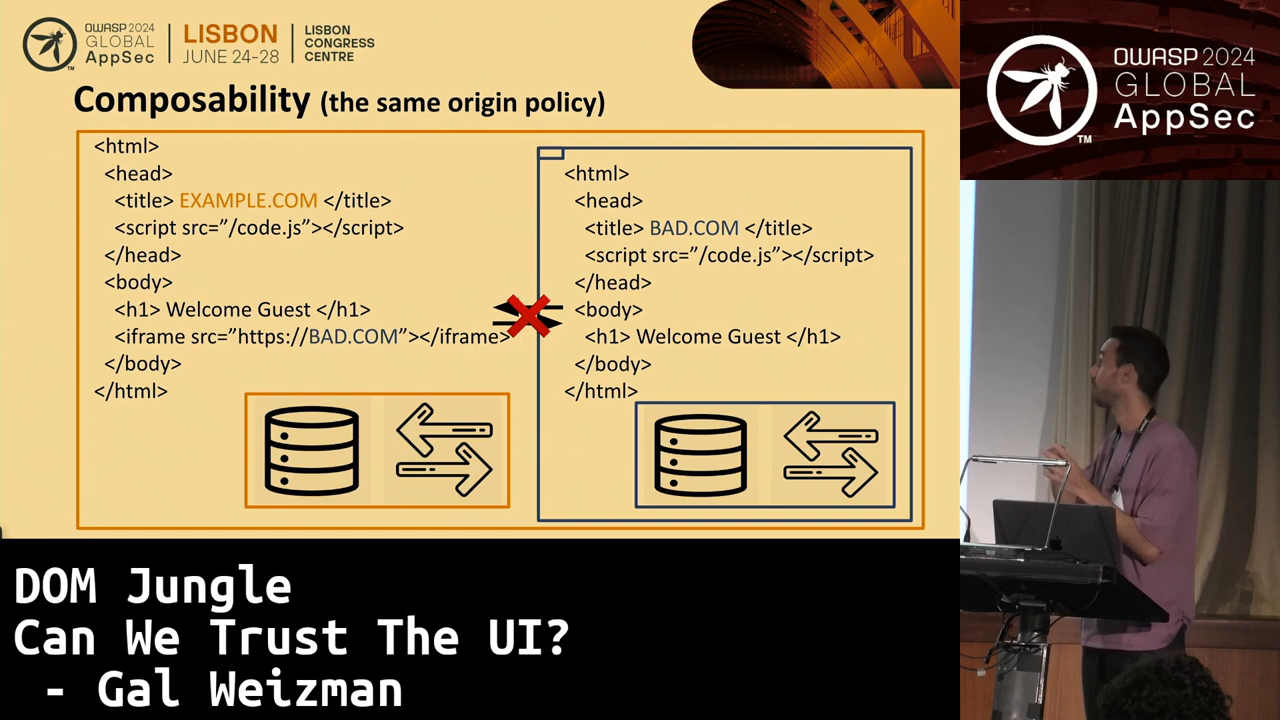 OWASP 2024
GLOBAL
AppSec
LISBON
JUNE 24-28
LISBON
CONGRESS
CENTRE
TM
Composability (the same origin policy)
<html>
<head>
<title> EXAMPLE.COM </title>
<script src=”/code.js”></script>
</head>
<body>
<h1> Welcome Guest </h1>
<iframe src=”https://BAD.COM”></iframe>
</body>
</html>
<html>
<head>
<title> BAD.COM </title>
<script src=”/code.js”></script>
</head>
<body>
<h1> Welcome Guest </h1>
</body>
</html>
OWASP 2024
GLOBAL
AppSec
TM
DOM Jungle
Can We Trust The UI?
- Gal Weizman